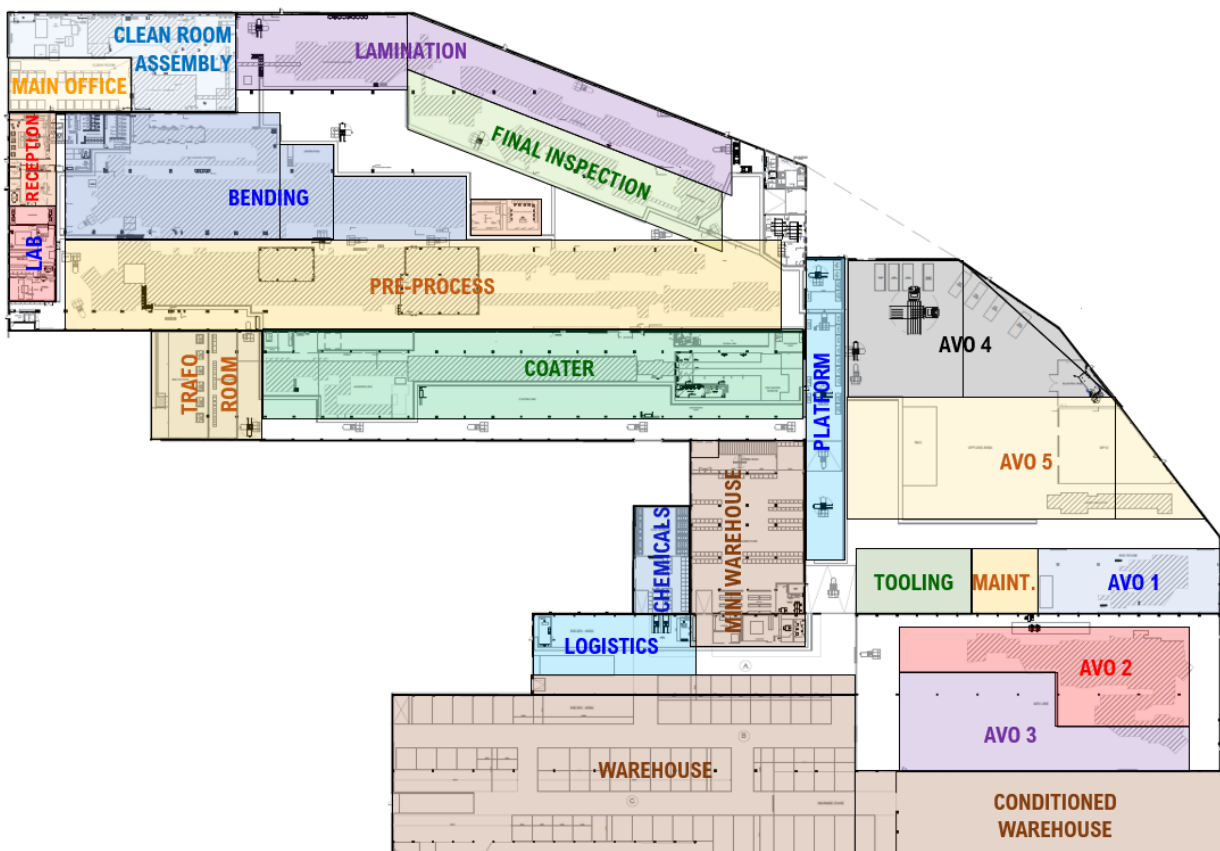 CLEAN ROOM
ASSEMBLY
LAMINATION
MAIN OFFICE
RECEPTION
FINAL INSPECTION
BENDING
LAB
PRE-PROCESS
TRAFO
ROOM
COATER
PLATFORM
AVO 4
AVO 5
MINI WAREHOUSE
CHEMICALS
TOOLING
MAINT.
AVO 1
LOGISTICS
AVO 2
AVO 3
WAREHOUSE
CONDITIONED
WAREHOUSE
A
B
C